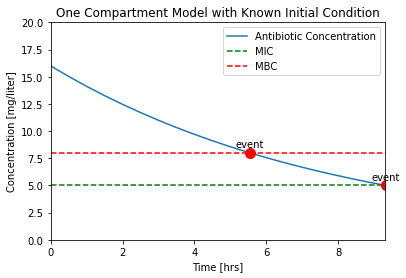 One Compartment Model with Known Initial Condition
20.0
17.5
15.0
12.5
10.0
7.5
5.0
2.5
0.0
Concentration [mg/liter]
Antibiotic Concentration
MIC
MBC
event
event
0
2
4
6
8
Time [hrs]